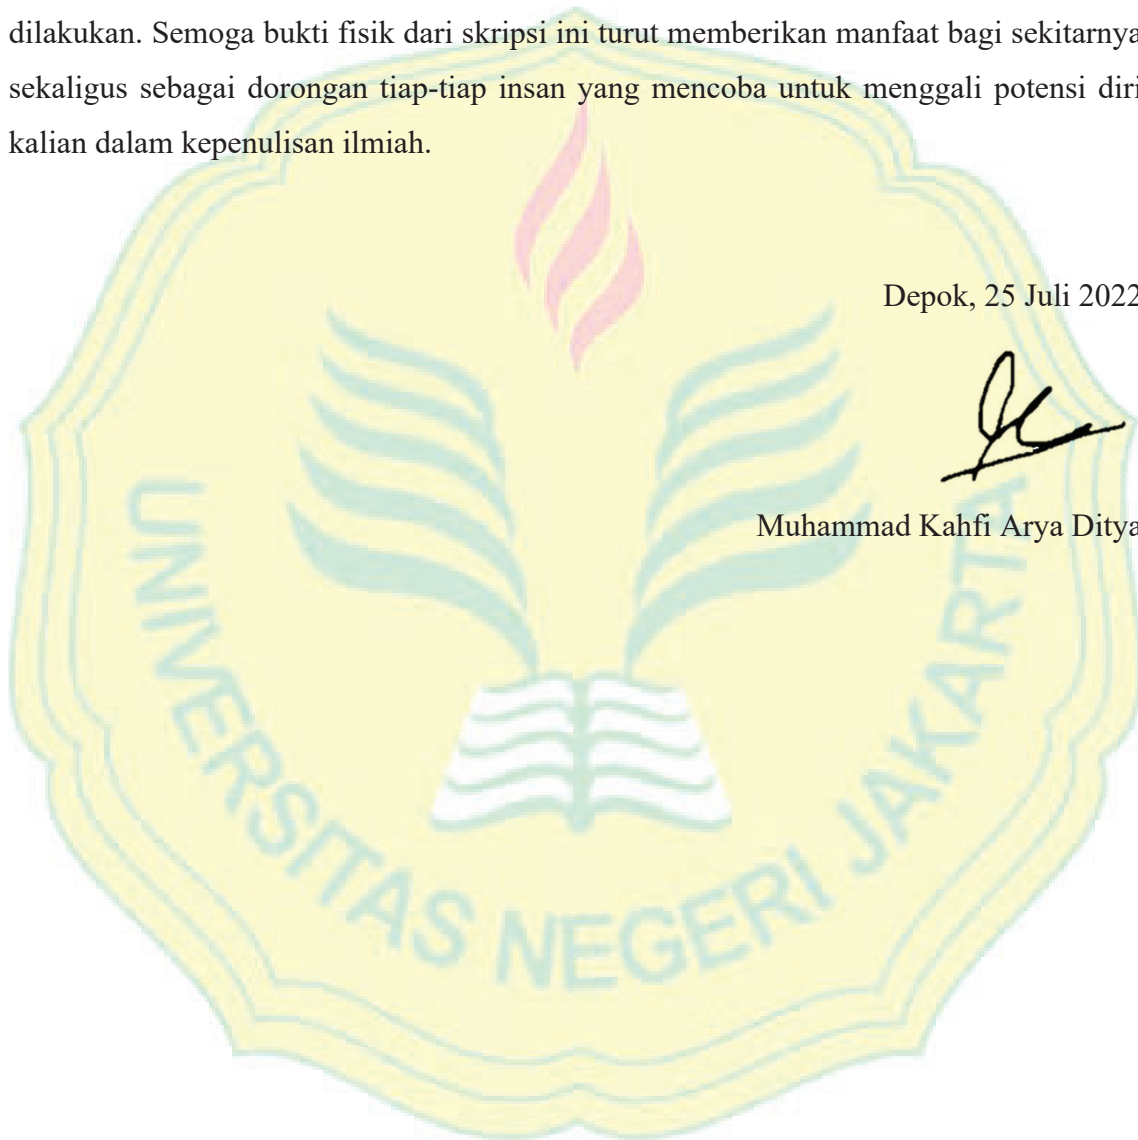 dilakukan. Semoga bukti fisik dari skripsi ini turut memberikan manfaat bagi sekitarnya
sekaligus sebagai dorongan tiap-tiap insan yang mencoba untuk menggali potensi diri
kalian dalam kepenulisan ilmiah.
Depok, 25 Juli 2022
Muhammad Kahfi Arya Ditya
UNIVERSITAS NEGERI JAKARTA